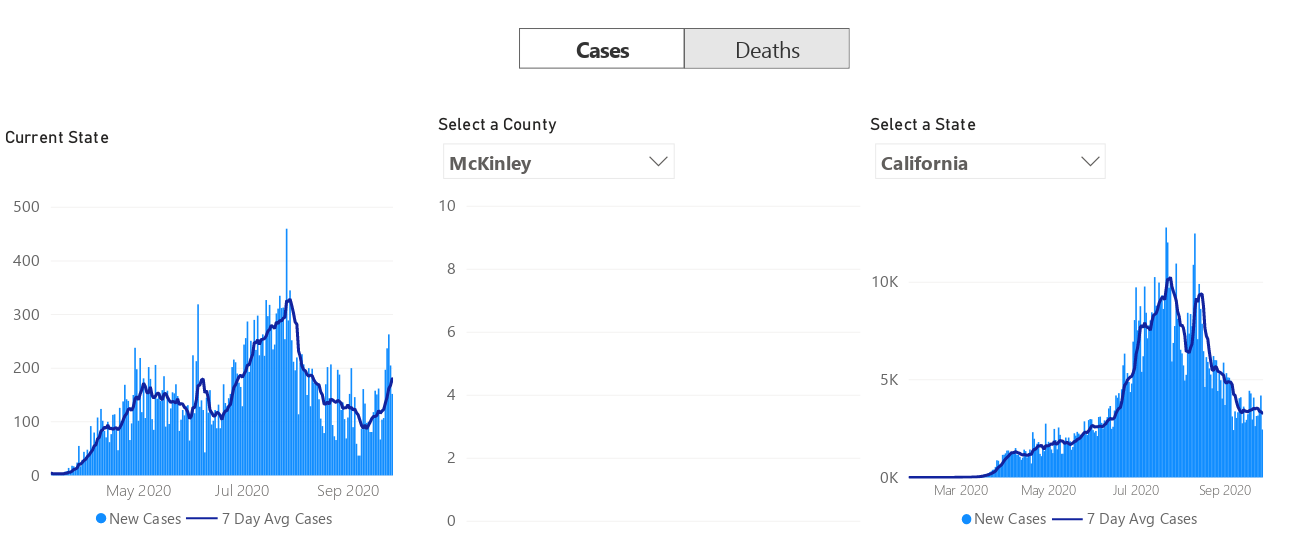 Cases
Deaths
Current State
Select a County
Select a State
McKinley
California
500
400
300
200
100
0
May 2020
Jul 2020
Sep 2020
New Cases
7 Day Avg Cases
10
8
6
4
2
0
10K
5K
0K
Mar 2020
May 2020
Jul 2020
Sep 2020
New Cases
7 Day Avg Cases